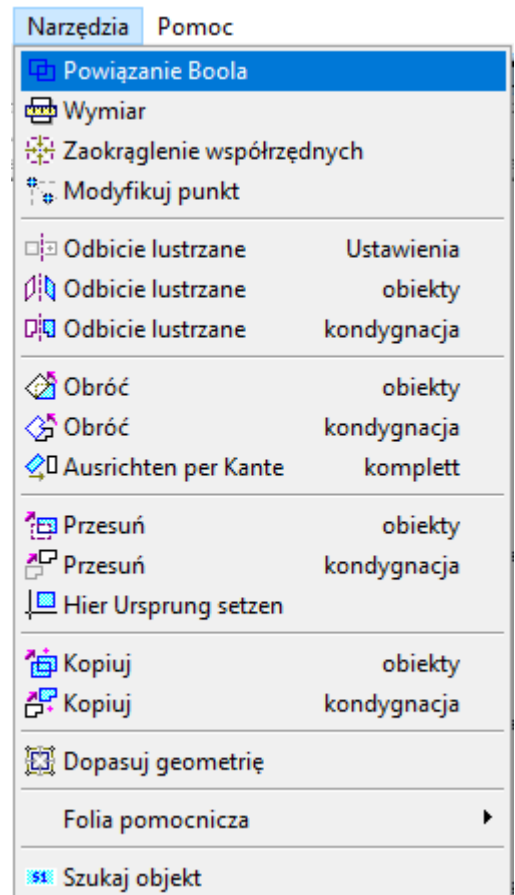 Narzędzia Pomoc
Powiązanie Boola
Wymiar
Zaokrąglenie współrzędnych
Modyfikuj punkt
Odbicie lustrzane Ustawienia
Odbicie lustrzane obiekty
Odbicie lustrzane kondygnacja
Obróć obiekty
Obróć kondygnacja
Ausrichten per Kante komplett
Przesuń obiekty
Przesuń kondygnacja
Hier Ursprung setzen
Kopiuj obiekty
Kopiuj kondygnacja
Dopasuj geometrię
Folia pomocnicza
S1 Szukaj objekt